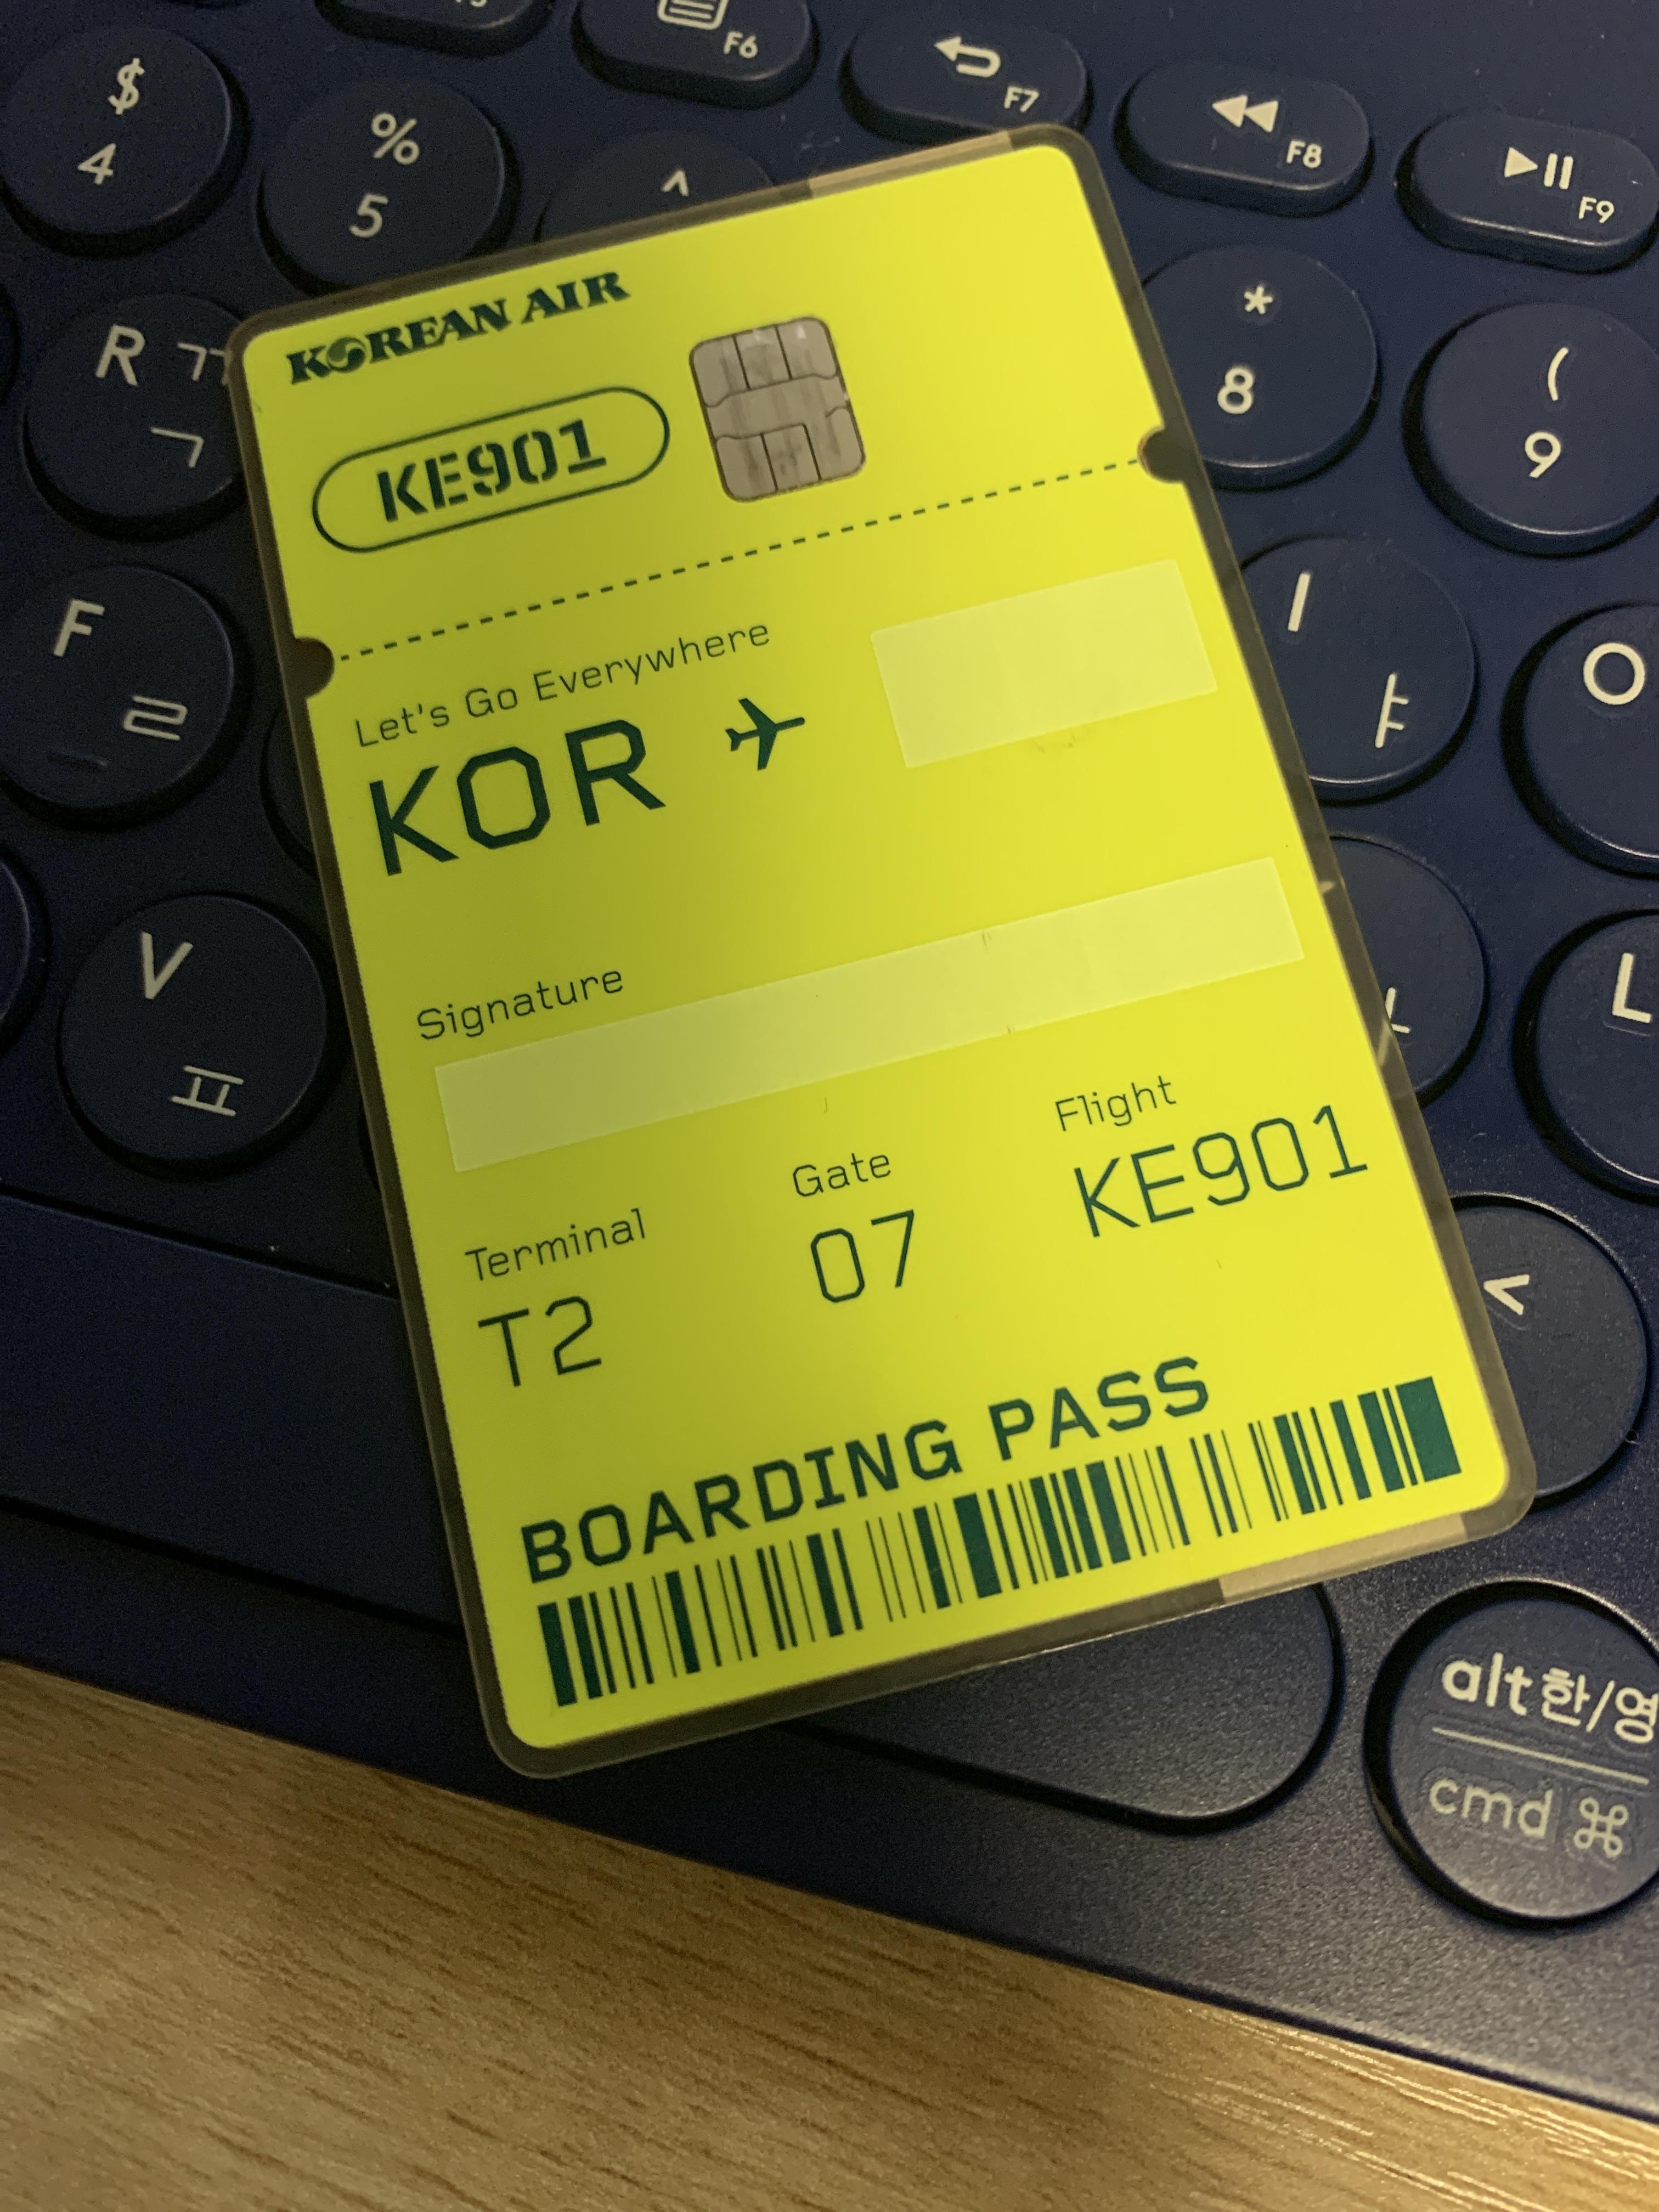 F6
F7
F8
F9
$
4
%
5
^
*
8
(
9
R ㄲ
ㄱ
F
ㄹ
I
ㅑ
O
V
ㅍ
L
<
alt 한/영
cmd ⌘
KOREAN AIR
KE901
Let's Go Everywhere
KOR
Signature
Terminal
T2
Gate
07
Flight
KE901
BOARDING PASS